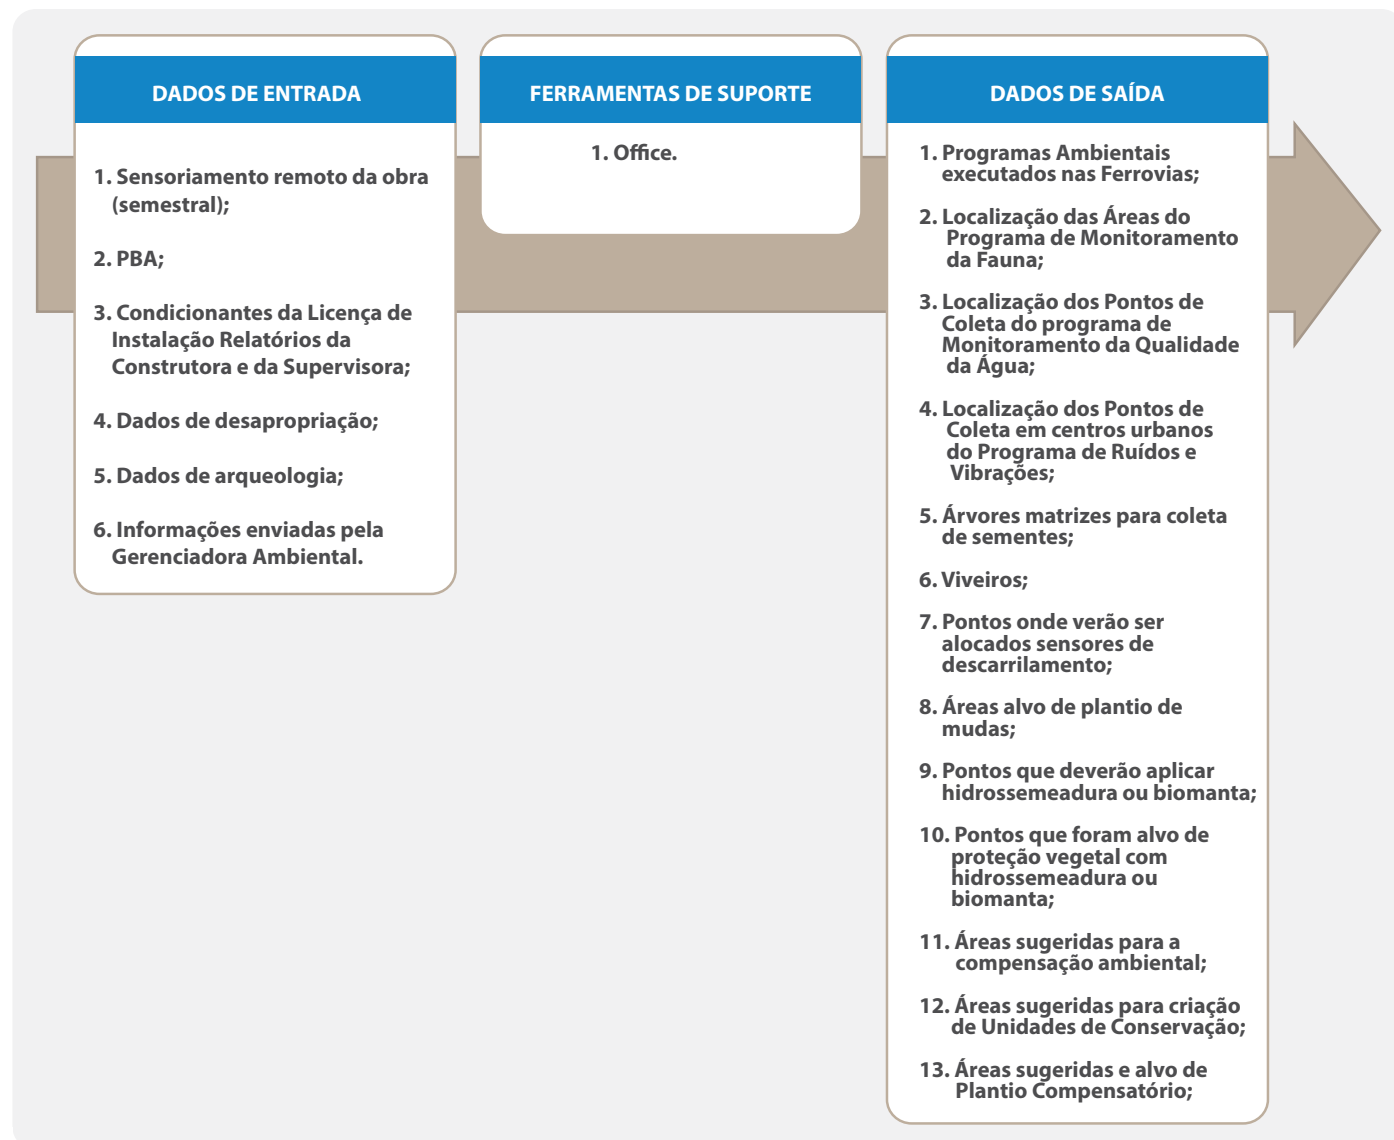 DADOS DE ENTRADA
1. Sensoriamento remoto da obra
(semestral);
2. PBA;
3. Condicionantes da Licença de
Instalação Relatórios da
Construtora e da Supervisora;
4. Dados de desapropriação;
5. Dados de arqueologia;
6. Informações enviadas pela
Gerenciadora Ambiental.
FERRAMENTAS DE SUPORTE
1. Office.
DADOS DE SAÍDA
1. Programas Ambientais
executados nas Ferrovias;
2. Localização das Áreas do
Programa de Monitoramento
da Fauna;
3. Localização dos Pontos de
Coleta do programa de
Monitoramento da Qualidade
da Água;
4. Localização dos Pontos de
Coleta em centros urbanos
do Programa de Ruídos e
Vibrações;
5. Árvores matrizes para coleta
de sementes;
6. Viveiros;
7. Pontos onde verão ser
alocados sensores de
descarrilamento;
8. Áreas alvo de plantio de
mudas;
9. Pontos que deverão aplicar
hidrossemeadura ou biomanta;
10. Pontos que foram alvo de
proteção vegetal com
hidrossemeadura ou
biomanta;
11. Áreas sugeridas para a
compensação ambiental;
12. Áreas sugeridas para criação
de Unidades de Conservação;
13. Áreas sugeridas e alvo de
Plantio Compensatório;